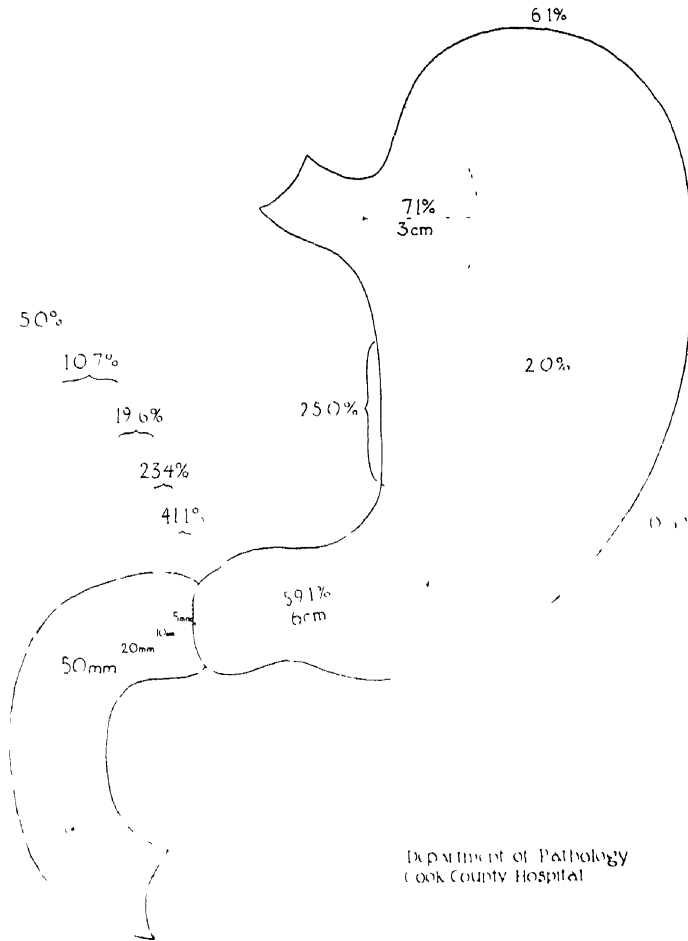 61%
71%
3cm
50%
107%
20%
250%
196%
234%
411%
591%
6cm
5mm
10mm
20mm
50mm
Department of Pathology
Cook County Hospital